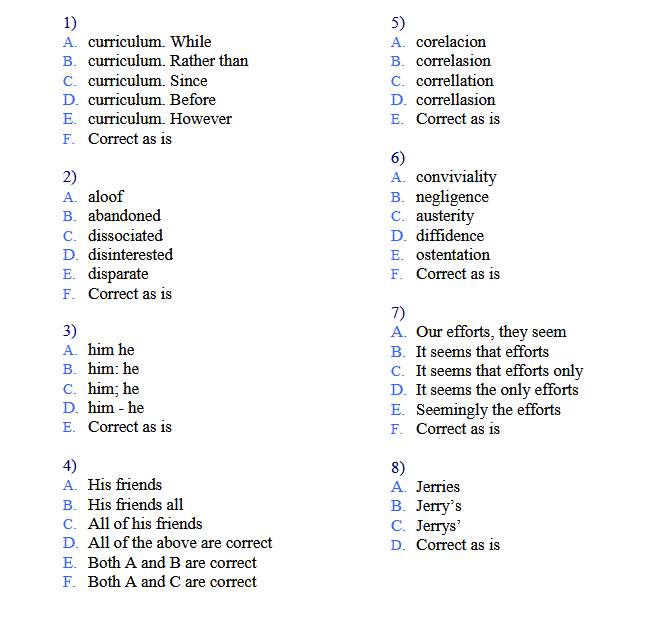 1)
A. curriculum. While
B. curriculum. Rather than
C. curriculum. Since
D. curriculum. Before
E. curriculum. However
F. Correct as is
2)
A. aloof
B. abandoned
C. dissociated
D. disinterested
E. disparate
F. Correct as is
3)
A. him he
B. him: he
C. him; he
D. him - he
E. Correct as is
4)
A. His friends
B. His friends all
C. All of his friends
D. All of the above are correct
E. Both A and B are correct
F. Both A and C are correct
5)
A. corelacion
B. correlasion
C. correllation
D. correllasion
E. Correct as is
6)
A. conviviality
B. negligence
C. austerity
D. diffidence
E. ostentation
F. Correct as is
7)
A. Our efforts, they seem
B. It seems that efforts
C. It seems that efforts only
D. It seems the only efforts
E. Seemingly the efforts
F. Correct as is
8)
A. Jerries
B. Jerry’s
C. Jerrys’
D. Correct as is